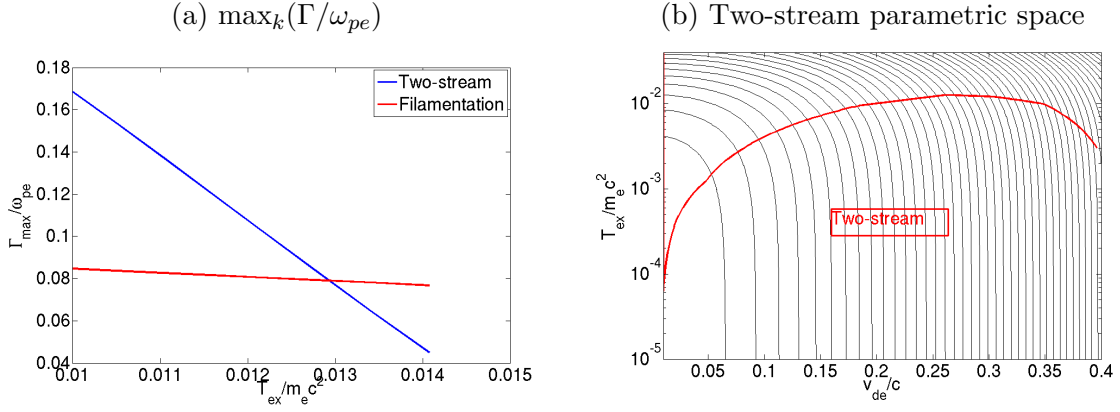 (a) max_k(Γ/ω_pe)
0.18
0.16
0.14
0.12
0.1
0.08
0.06
0.04
Γ_max/ω_pe
Two-stream
Filamentation
0.01
0.011
0.012
0.013
0.014
0.015
T_ex/m_e c^2
(b) Two-stream parametric space
10^-2
10^-3
10^-4
10^-5
T_ex/m_e c^2
Two-stream
0.05
0.1
0.15
0.2
0.25
0.3
0.35
0.4
v_de/c